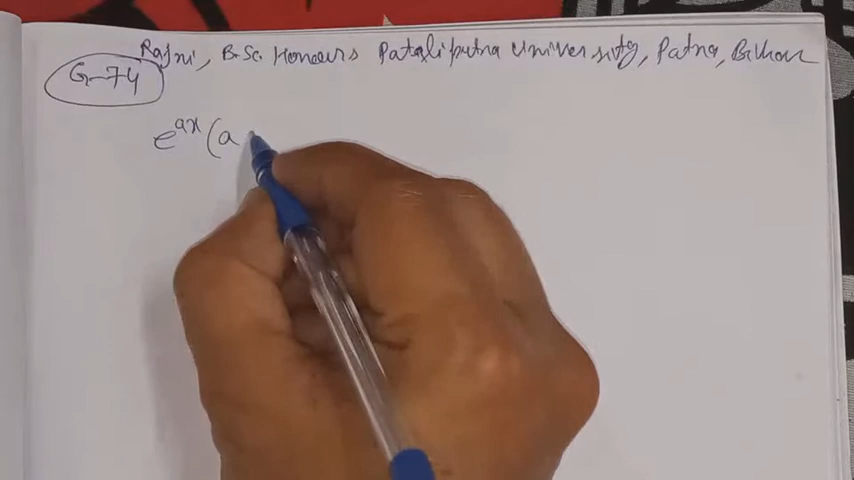 Rajni, B.Sc. Honours Pataliputra University, Patna, Bihar
G-74
e^{ax} (a